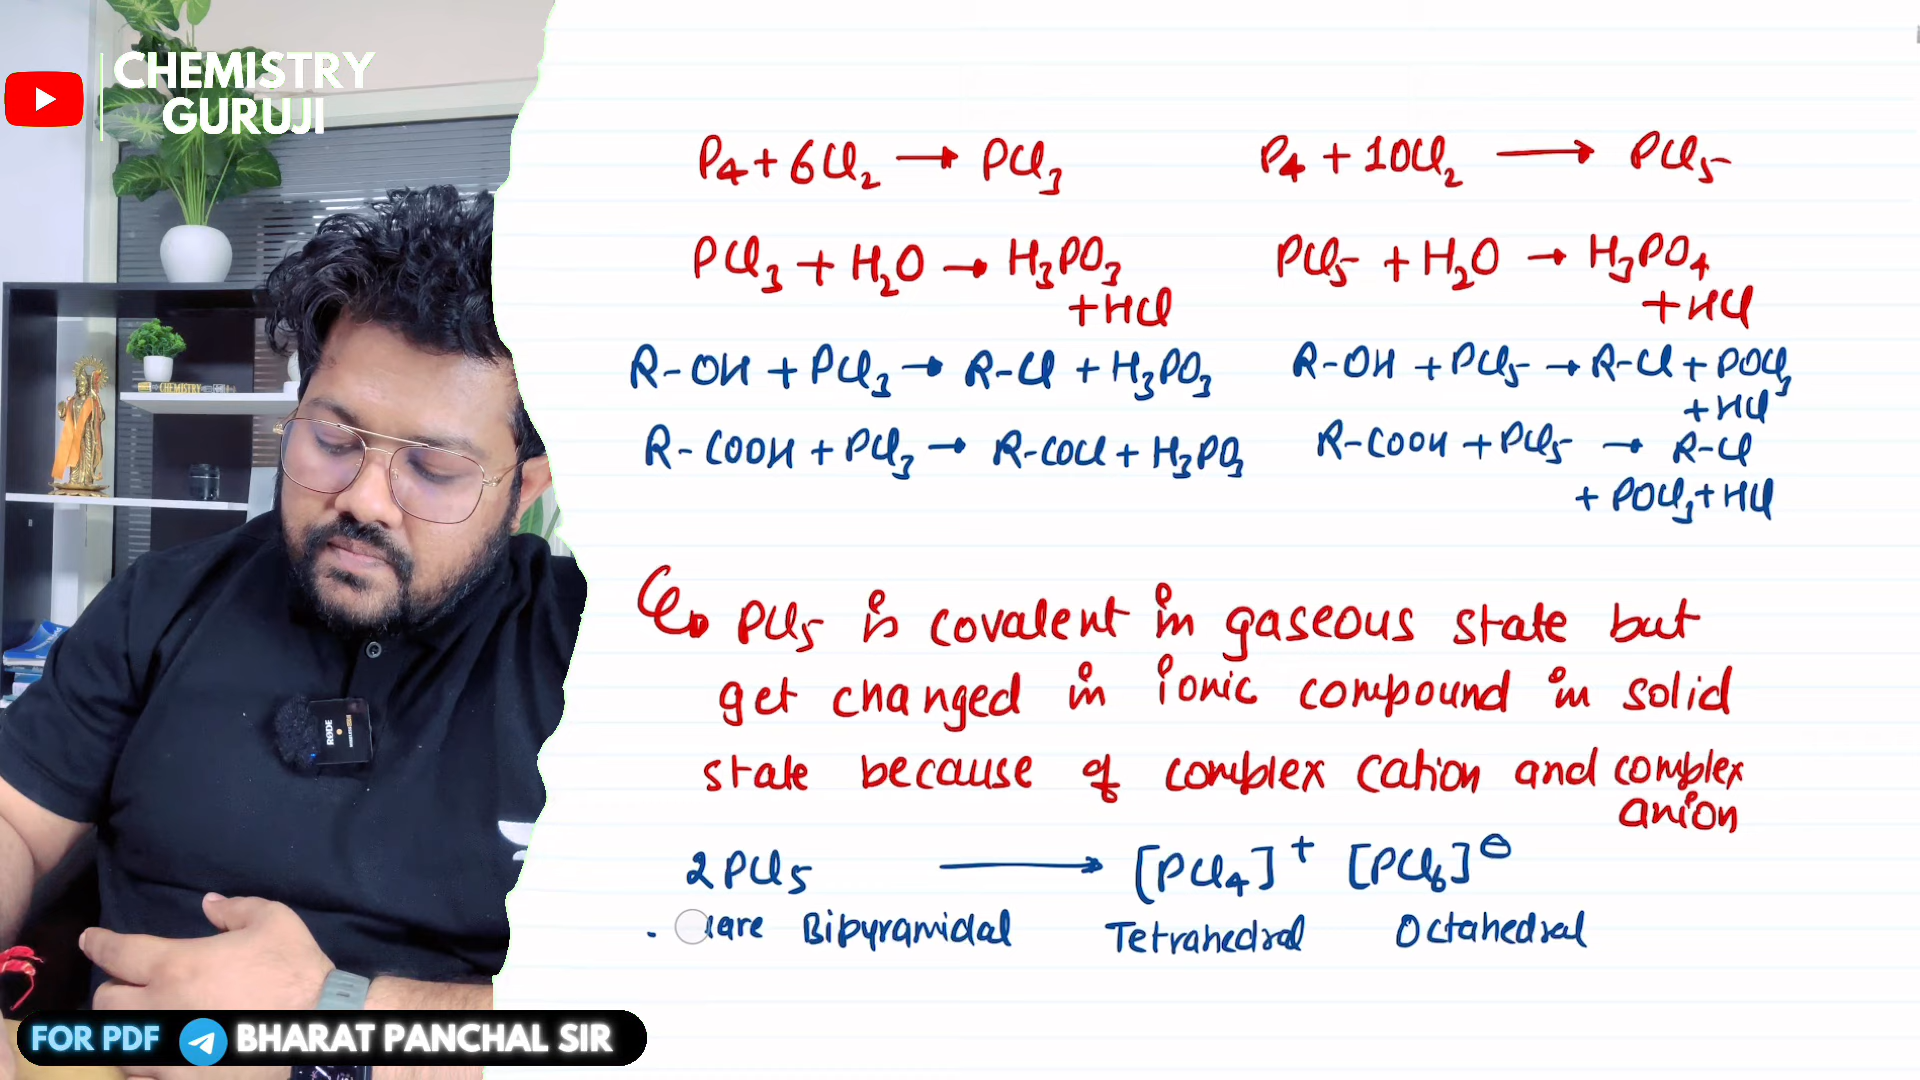 CHEMISTRY
GURUJI
P₄ + 6Cl₂ → PCl₃
P₄ + 10Cl₂ → PCl₅
PCl₃ + H₂O → H₃PO₃
+ HCl
PCl₅ + H₂O → H₃PO₄
+ HCl
R-OH + PCl₃ → R-Cl + H₃PO₃
R-OH + PCl₅ → R-Cl + POCl₃
+ HCl
R-COOH + PCl₃ → R-COCl + H₃PO₃
R-COOH + PCl₅ → R-Cl
+ POCl₃ + HCl
PCl₅ is covalent in gaseous state but
get changed in ionic compound in solid
state because of complex cation and complex
anion
2PCl₅ → [PCl₄]⁺ [PCl₆]⊖
Bipyramidal Tetrahedral Octahedral
CHEMISTRY
RØDE
FOR PDF BHARAT PANCHAL SIR